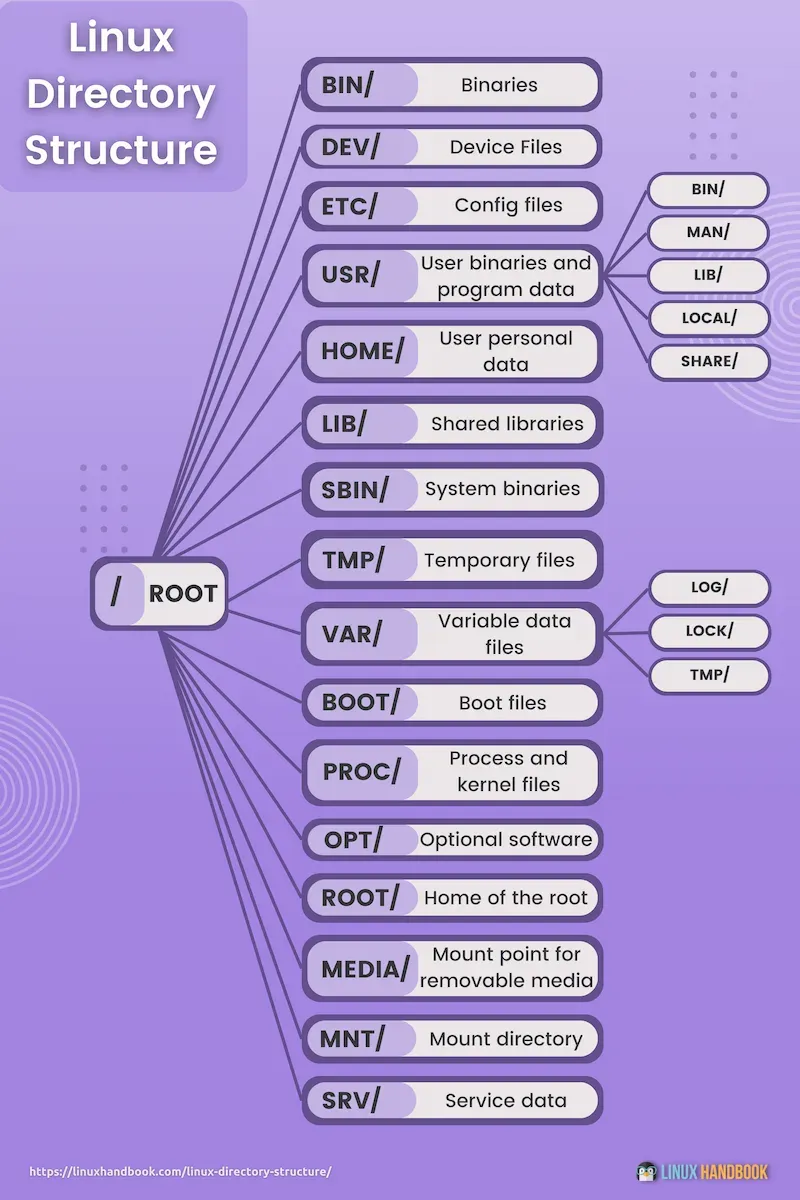 Linux
Directory
Structure
BIN/ Binaries
DEV/ Device Files
ETC/ Config files
USR/ User binaries and
program data
BIN/
MAN/
LIB/
LOCAL/
SHARE/
HOME/ User personal
data
LIB/ Shared libraries
SBIN/ System binaries
/ ROOT
TMP/ Temporary files
VAR/ Variable data
files
LOG/
LOCK/
TMP/
BOOT/ Boot files
PROC/ Process and
kernel files
OPT/ Optional software
ROOT/ Home of the root
MEDIA/ Mount point for
removable media
MNT/ Mount directory
SRV/ Service data
https://linuxhandbook.com/linux-directory-structure/
LINUX HANDBOOK